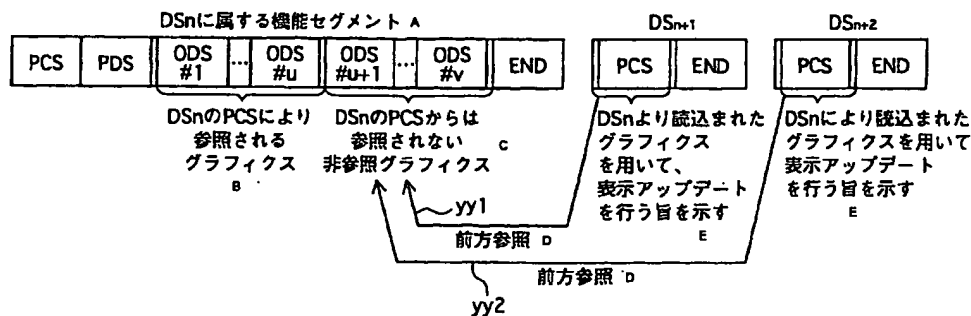 DSnに属する機能セグメント A
DSn+1
DSn+2
PCS PDS ODS #1 ... ODS #u ODS #u+1 ... ODS #v END
PCS END
PCS END
DSnのPCSにより
参照される
グラフィクス
B
DSnのPCSからは
参照されない C
非参照グラフィクス
DSnより読込まれた
グラフィクス
を用いて、
表示アップデート
を行う旨を示す
E
DSnにより読込まれた
グラフィクスを用いて
表示アップデート
を行う旨を示す
E
yy1
前方参照 D
前方参照 D
yy2